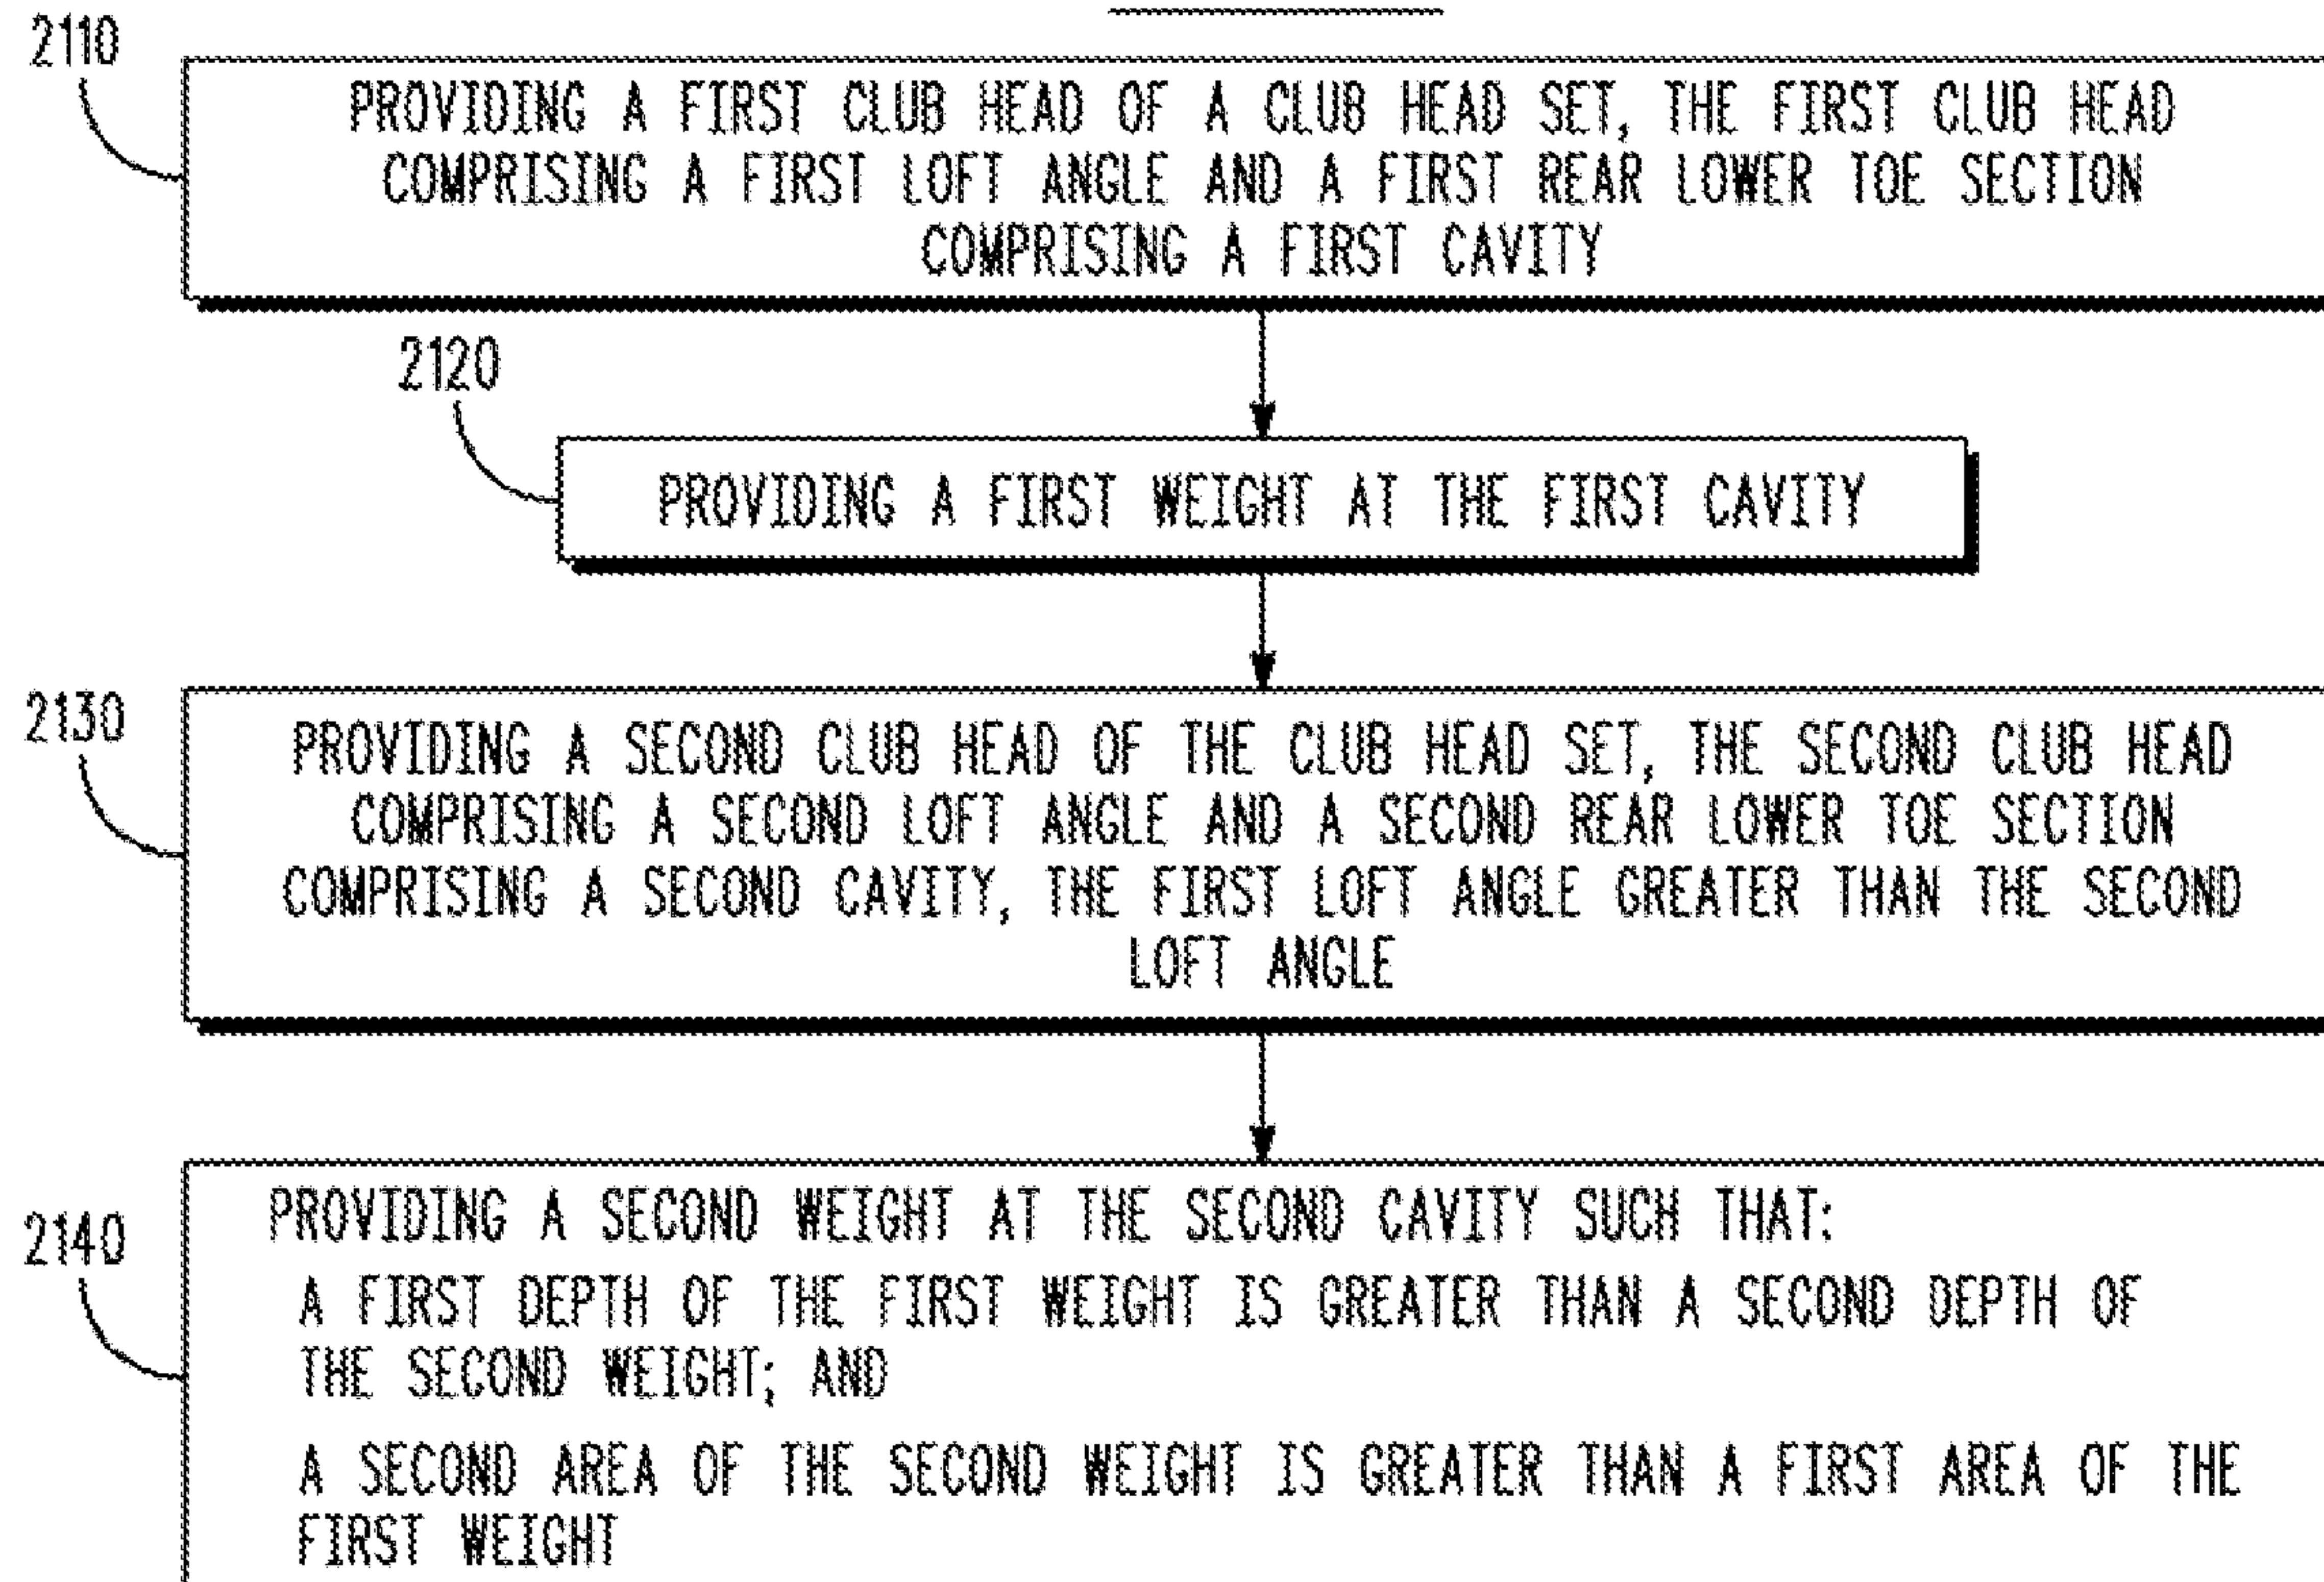 2110
PROVIDING A FIRST CLUB HEAD OF A CLUB HEAD SET, THE FIRST CLUB HEAD
COMPRISING A FIRST LOFT ANGLE AND A FIRST REAR LOWER TOE SECTION
COMPRISING A FIRST CAVITY
2120
PROVIDING A FIRST WEIGHT AT THE FIRST CAVITY
2130
PROVIDING A SECOND CLUB HEAD OF THE CLUB HEAD SET, THE SECOND CLUB HEAD
COMPRISING A SECOND LOFT ANGLE AND A SECOND REAR LOWER TOE SECTION
COMPRISING A SECOND CAVITY, THE FIRST LOFT ANGLE GREATER THAN THE SECOND
LOFT ANGLE
2140
PROVIDING A SECOND WEIGHT AT THE SECOND CAVITY SUCH THAT:
A FIRST DEPTH OF THE FIRST WEIGHT IS GREATER THAN A SECOND DEPTH OF
THE SECOND WEIGHT; AND
A SECOND AREA OF THE SECOND WEIGHT IS GREATER THAN A FIRST AREA OF THE
FIRST WEIGHT